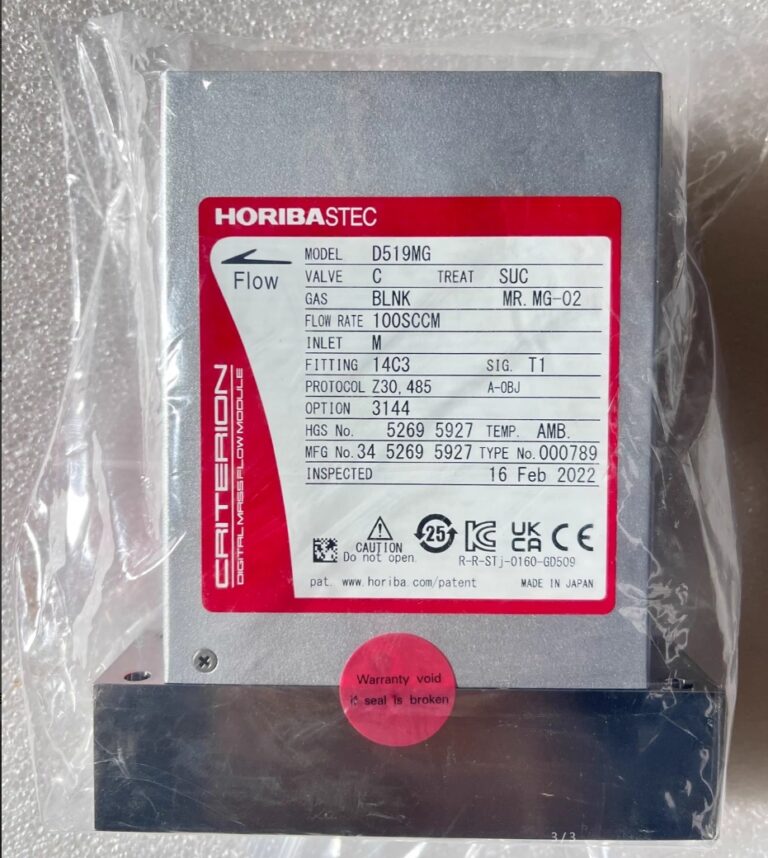 HORIBASTEC
Flow
MODEL D519MG
VALVE C TREAT SUC
GAS BLNK MR.MG-02
FLOW RATE 100SCCM
INLET M
FITTING 14C3 SIG. T1
PROTOCOL Z30,485 A-0BJ
OPTION 3144
HGS No. 5269 5927 TEMP. AMB.
MFG No.34 5269 5927 TYPE No.000789
INSPECTED 16 Feb 2022
CRITERION
DIGITAL MASS FLOW MODULE
CAUTION
Do not open.
25
UK
CA
CE
R-R-STj-0160-GD509
pat. www.horiba.com/patent MADE IN JAPAN
Warranty void
if seal is broken
3/3